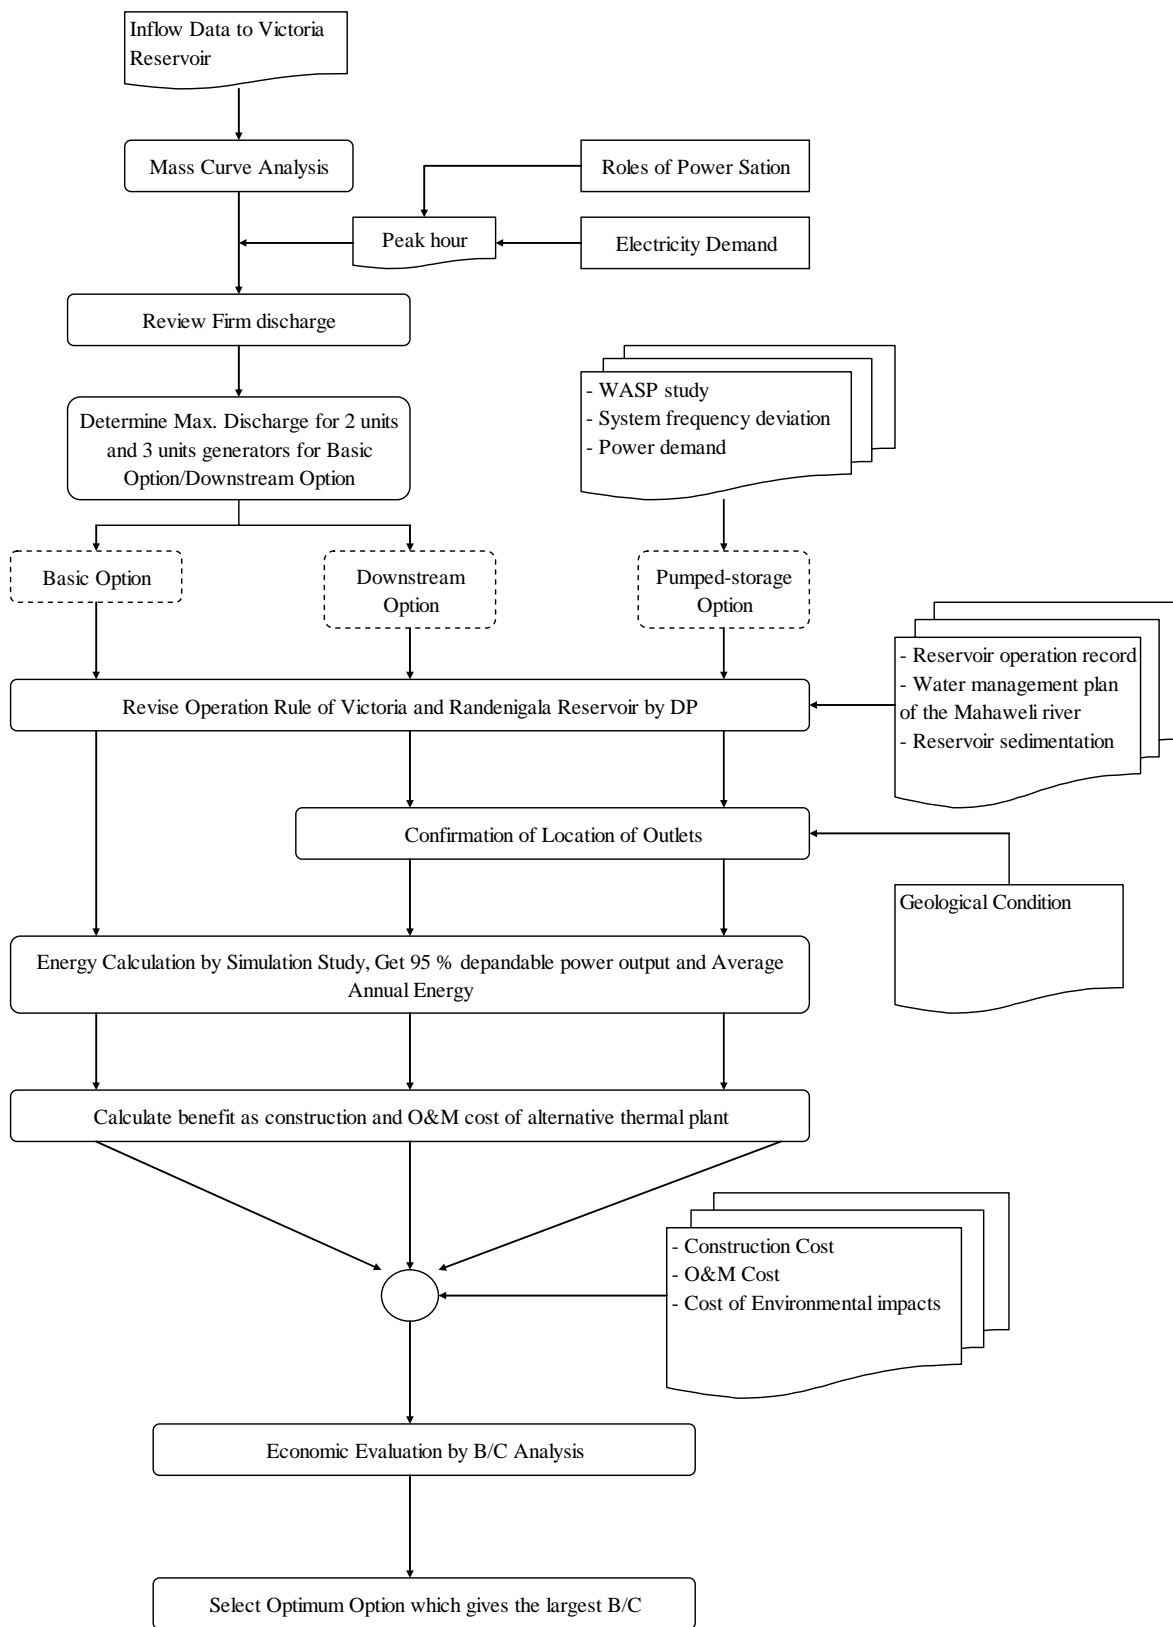 Inflow Data to Victoria
Reservoir
Mass Curve Analysis
Roles of Power Sation
Peak hour
Electricity Demand
Review Firm discharge
Determine Max. Discharge for 2 units
and 3 units generators for Basic
Option/Downstream Option
- WASP study
- System frequency deviation
- Power demand
Basic Option
Downstream
Option
Pumped-storage
Option
- Reservoir operation record
- Water management plan
of the Mahaweli river
- Reservoir sedimentation
Revise Operation Rule of Victoria and Randenigala Reservoir by DP
Confirmation of Location of Outlets
Geological Condition
Energy Calculation by Simulation Study, Get 95 % depandable power output and Average
Annual Energy
Calculate benefit as construction and O&M cost of alternative thermal plant
- Construction Cost
- O&M Cost
- Cost of Environmental impacts
Economic Evaluation by B/C Analysis
Select Optimum Option which gives the largest B/C